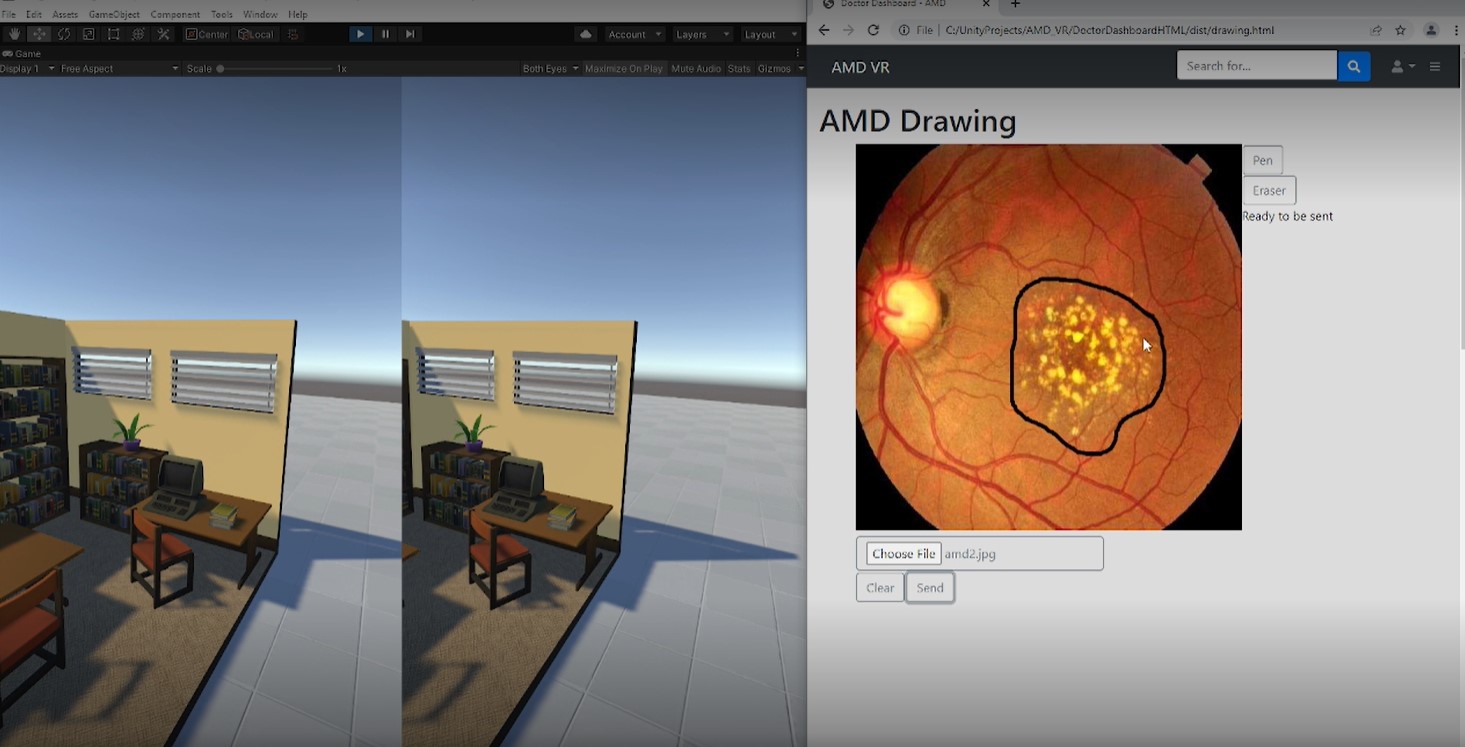 File Edit Assets GameObject Component Tools Window Help
Center Local Account Layers Layout
Game
Display 1 Free Aspect Scale 1x Both Eyes Maximize On Play Mute Audio Stats Gizmos
Doctor Dashboard - AMD
File C:/UnityProjects/AMD_VR/DoctorDashboardHTML/dist/drawing.html
AMD VR Search for...
AMD Drawing
Pen
Eraser
Ready to be sent
Choose File amd2.jpg
Clear Send